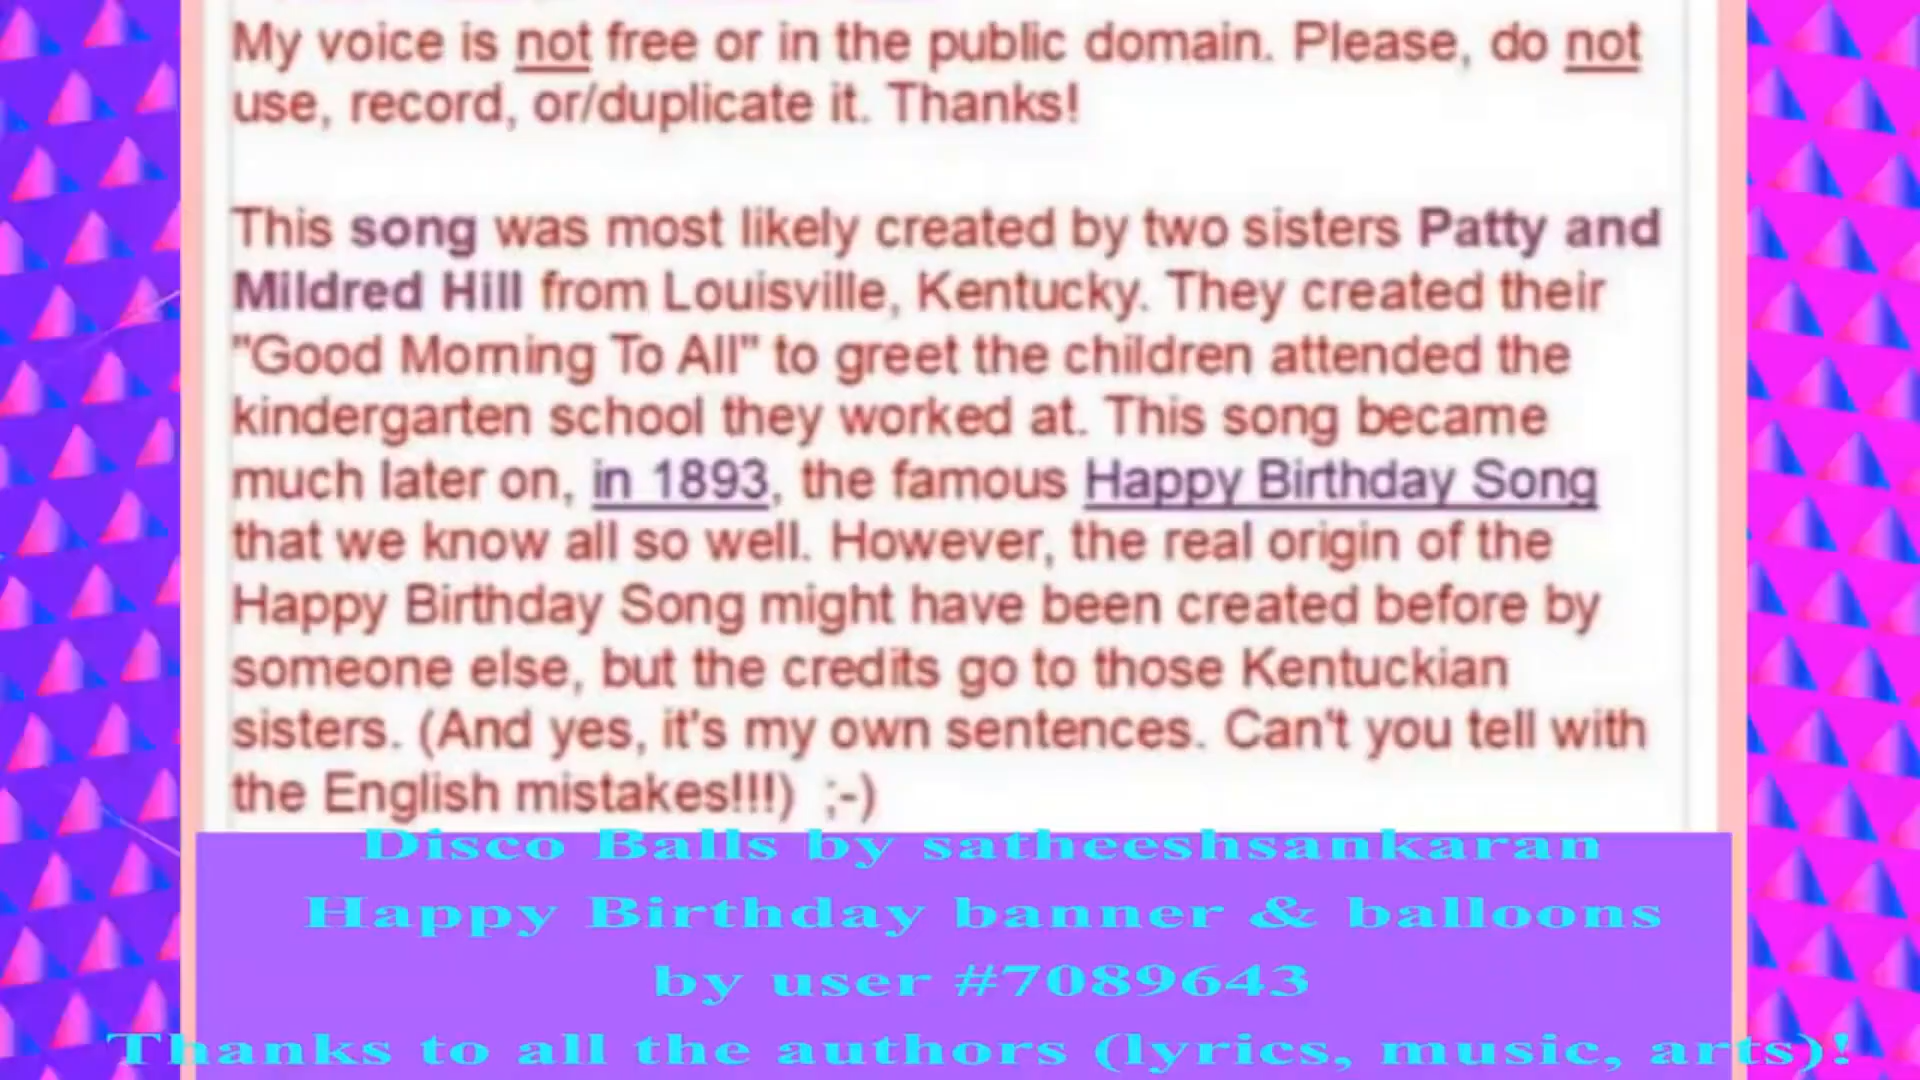 My voice is not free or in the public domain. Please, do not
use, record, or/duplicate it. Thanks!
This song was most likely created by two sisters Patty and
Mildred Hill from Louisville, Kentucky. They created their
"Good Morning To All" to greet the children attended the
kindergarten school they worked at. This song became
much later on, in 1893, the famous Happy Birthday Song
that we know all so well. However, the real origin of the
Happy Birthday Song might have been created before by
someone else, but the credits go to those Kentuckian
sisters. (And yes, it's my own sentences. Can't you tell with
the English mistakes!!!) ;-)
Disco Balls by satheeshsankaran
Happy Birthday banner & balloons
by user #7089643
Thanks to all the authors (lyrics, music, arts)!